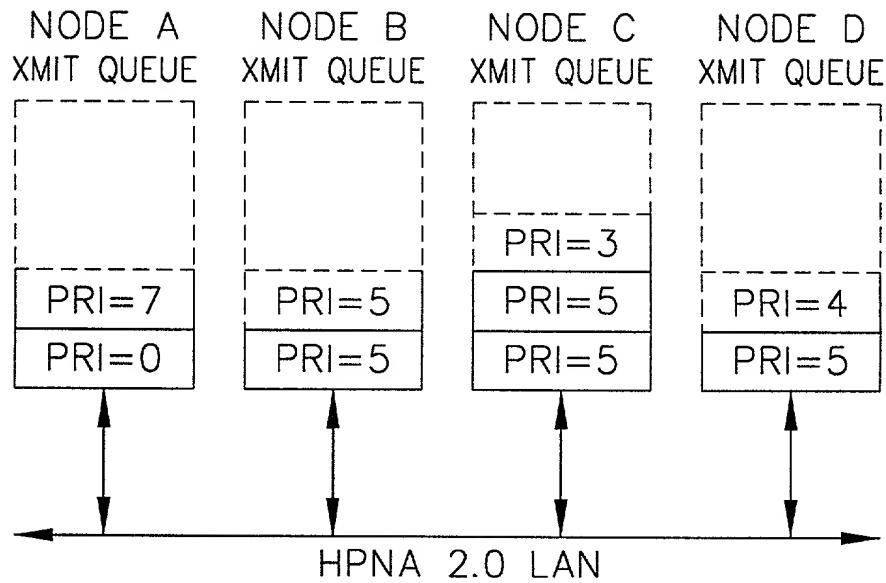 NODE A
XMIT QUEUE
PRI=7
PRI=0
NODE B
XMIT QUEUE
PRI=5
PRI=5
NODE C
XMIT QUEUE
PRI=3
PRI=5
PRI=5
NODE D
XMIT QUEUE
PRI=4
PRI=5
HPNA 2.0 LAN